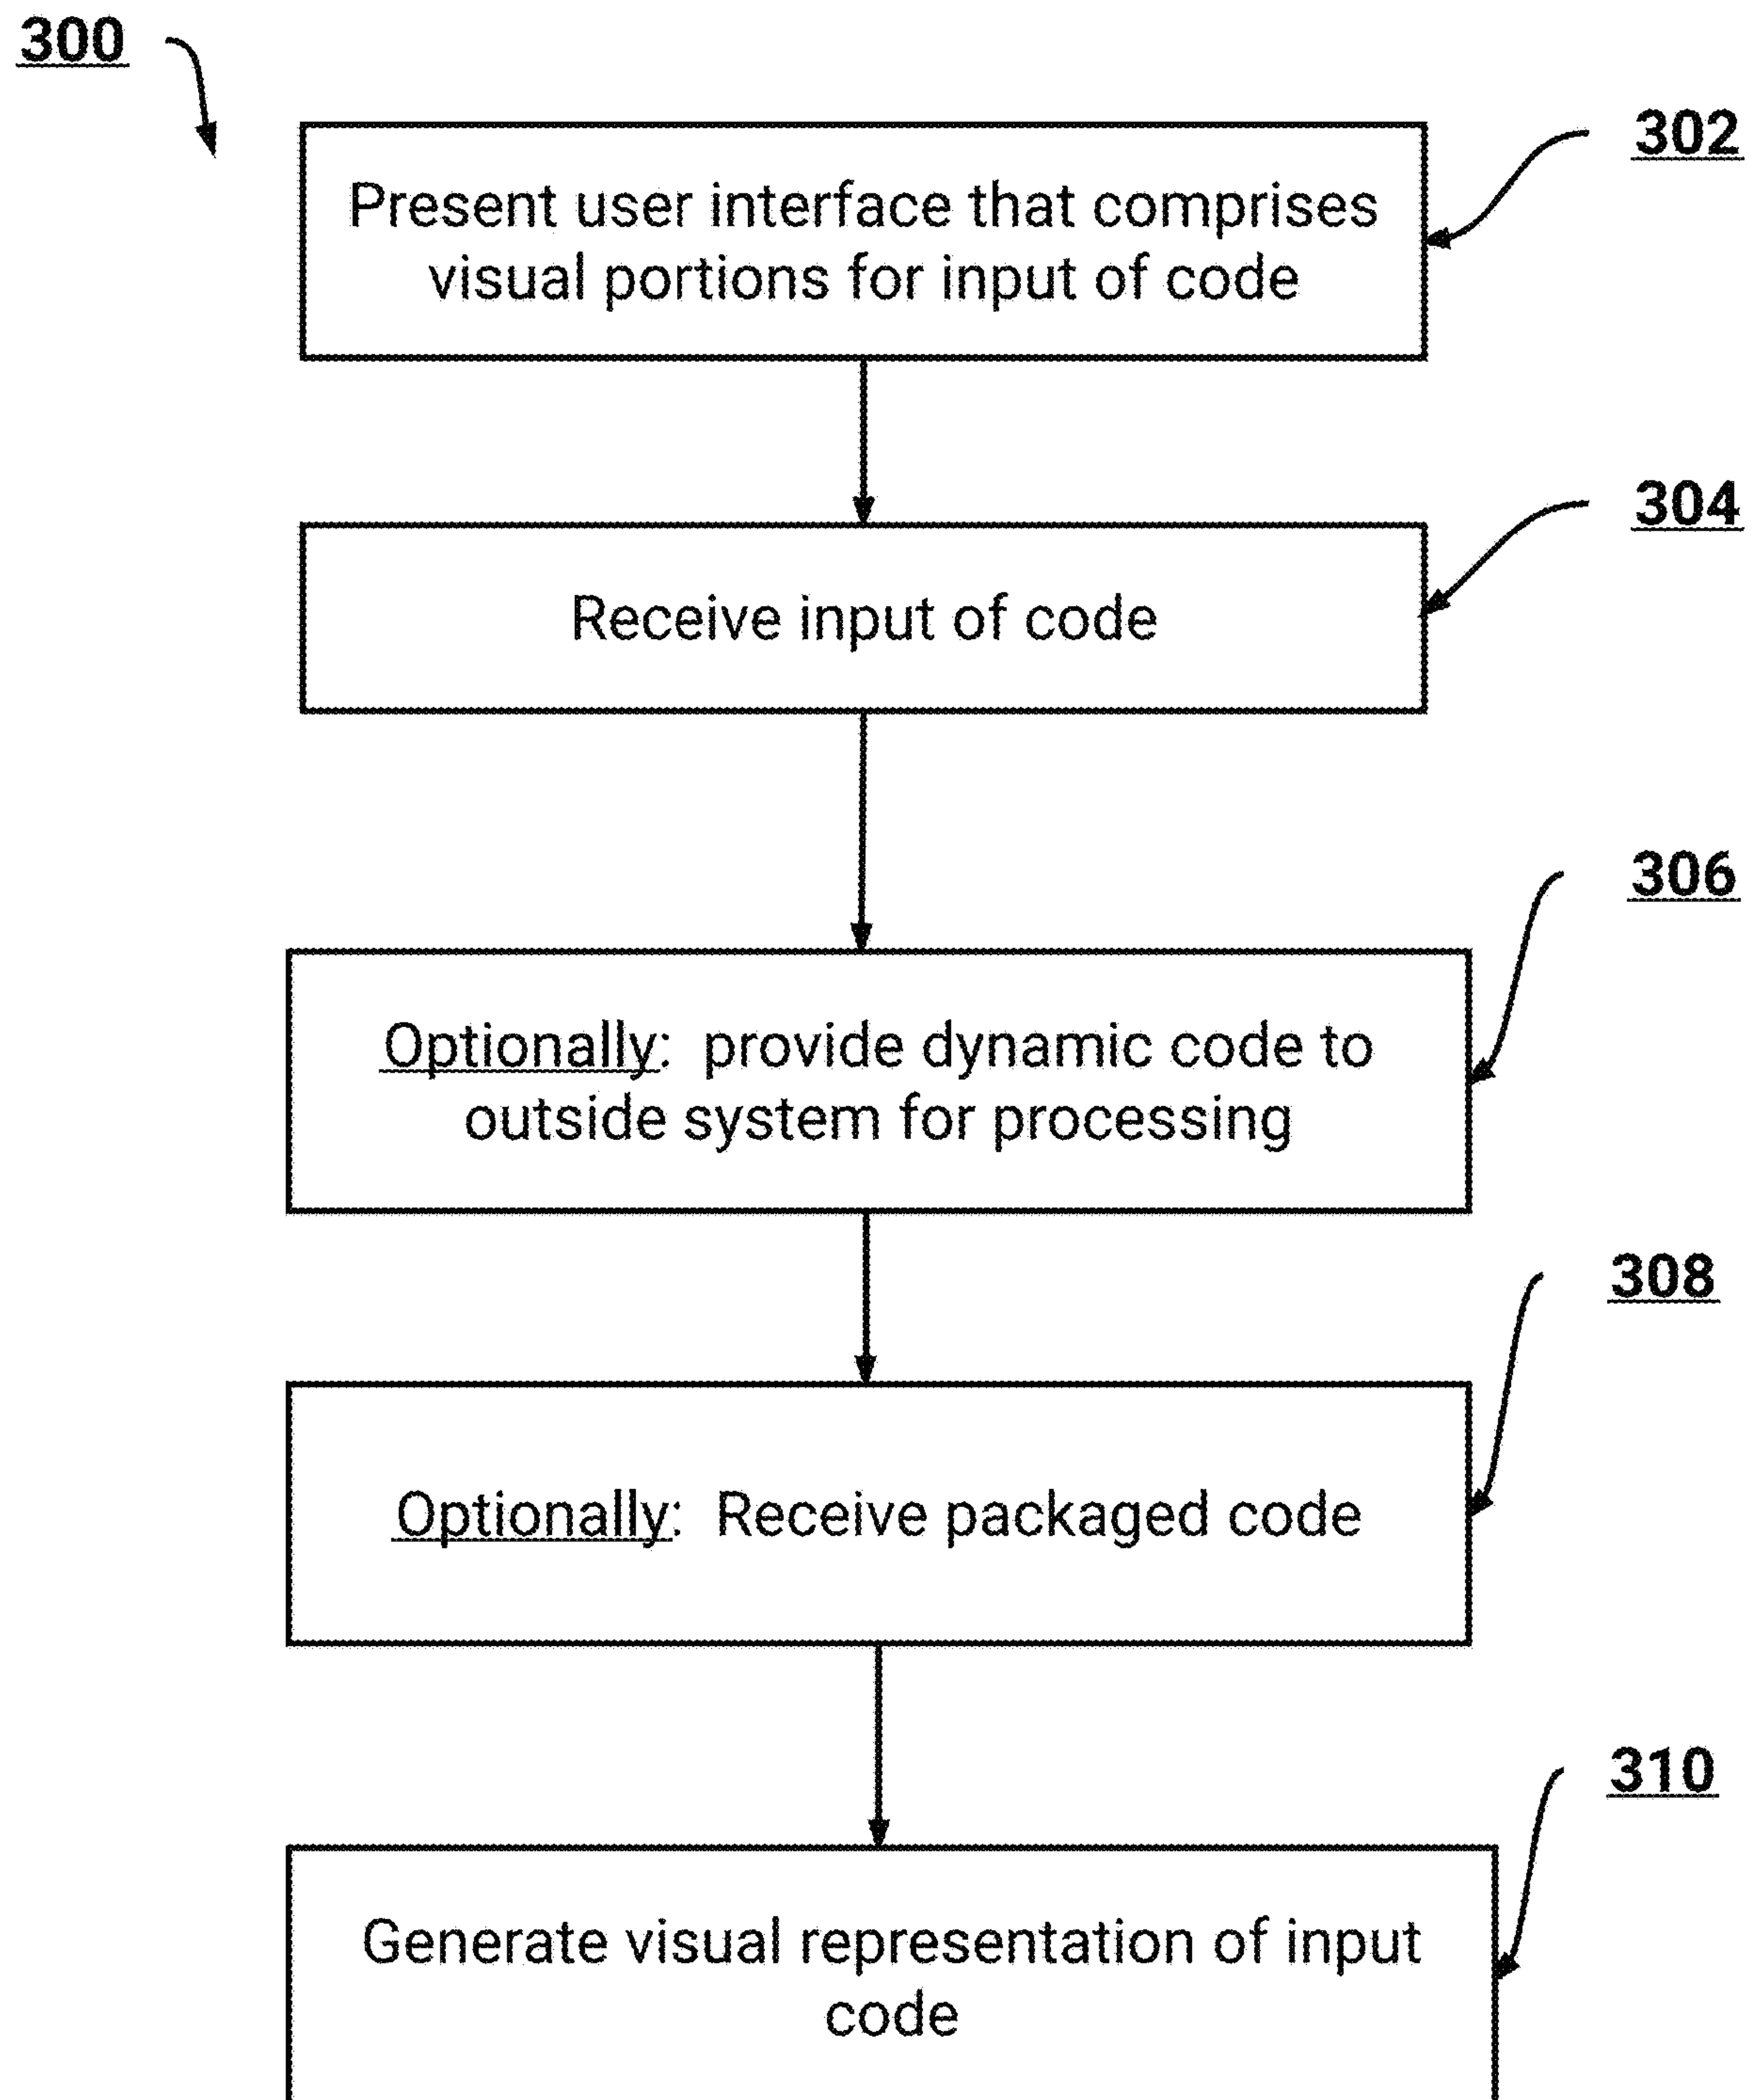 300
302
Present user interface that comprises
visual portions for input of code
304
Receive input of code
306
Optionally:  provide dynamic code to
outside system for processing
308
Optionally:  Receive packaged code
310
Generate visual representation of input
code